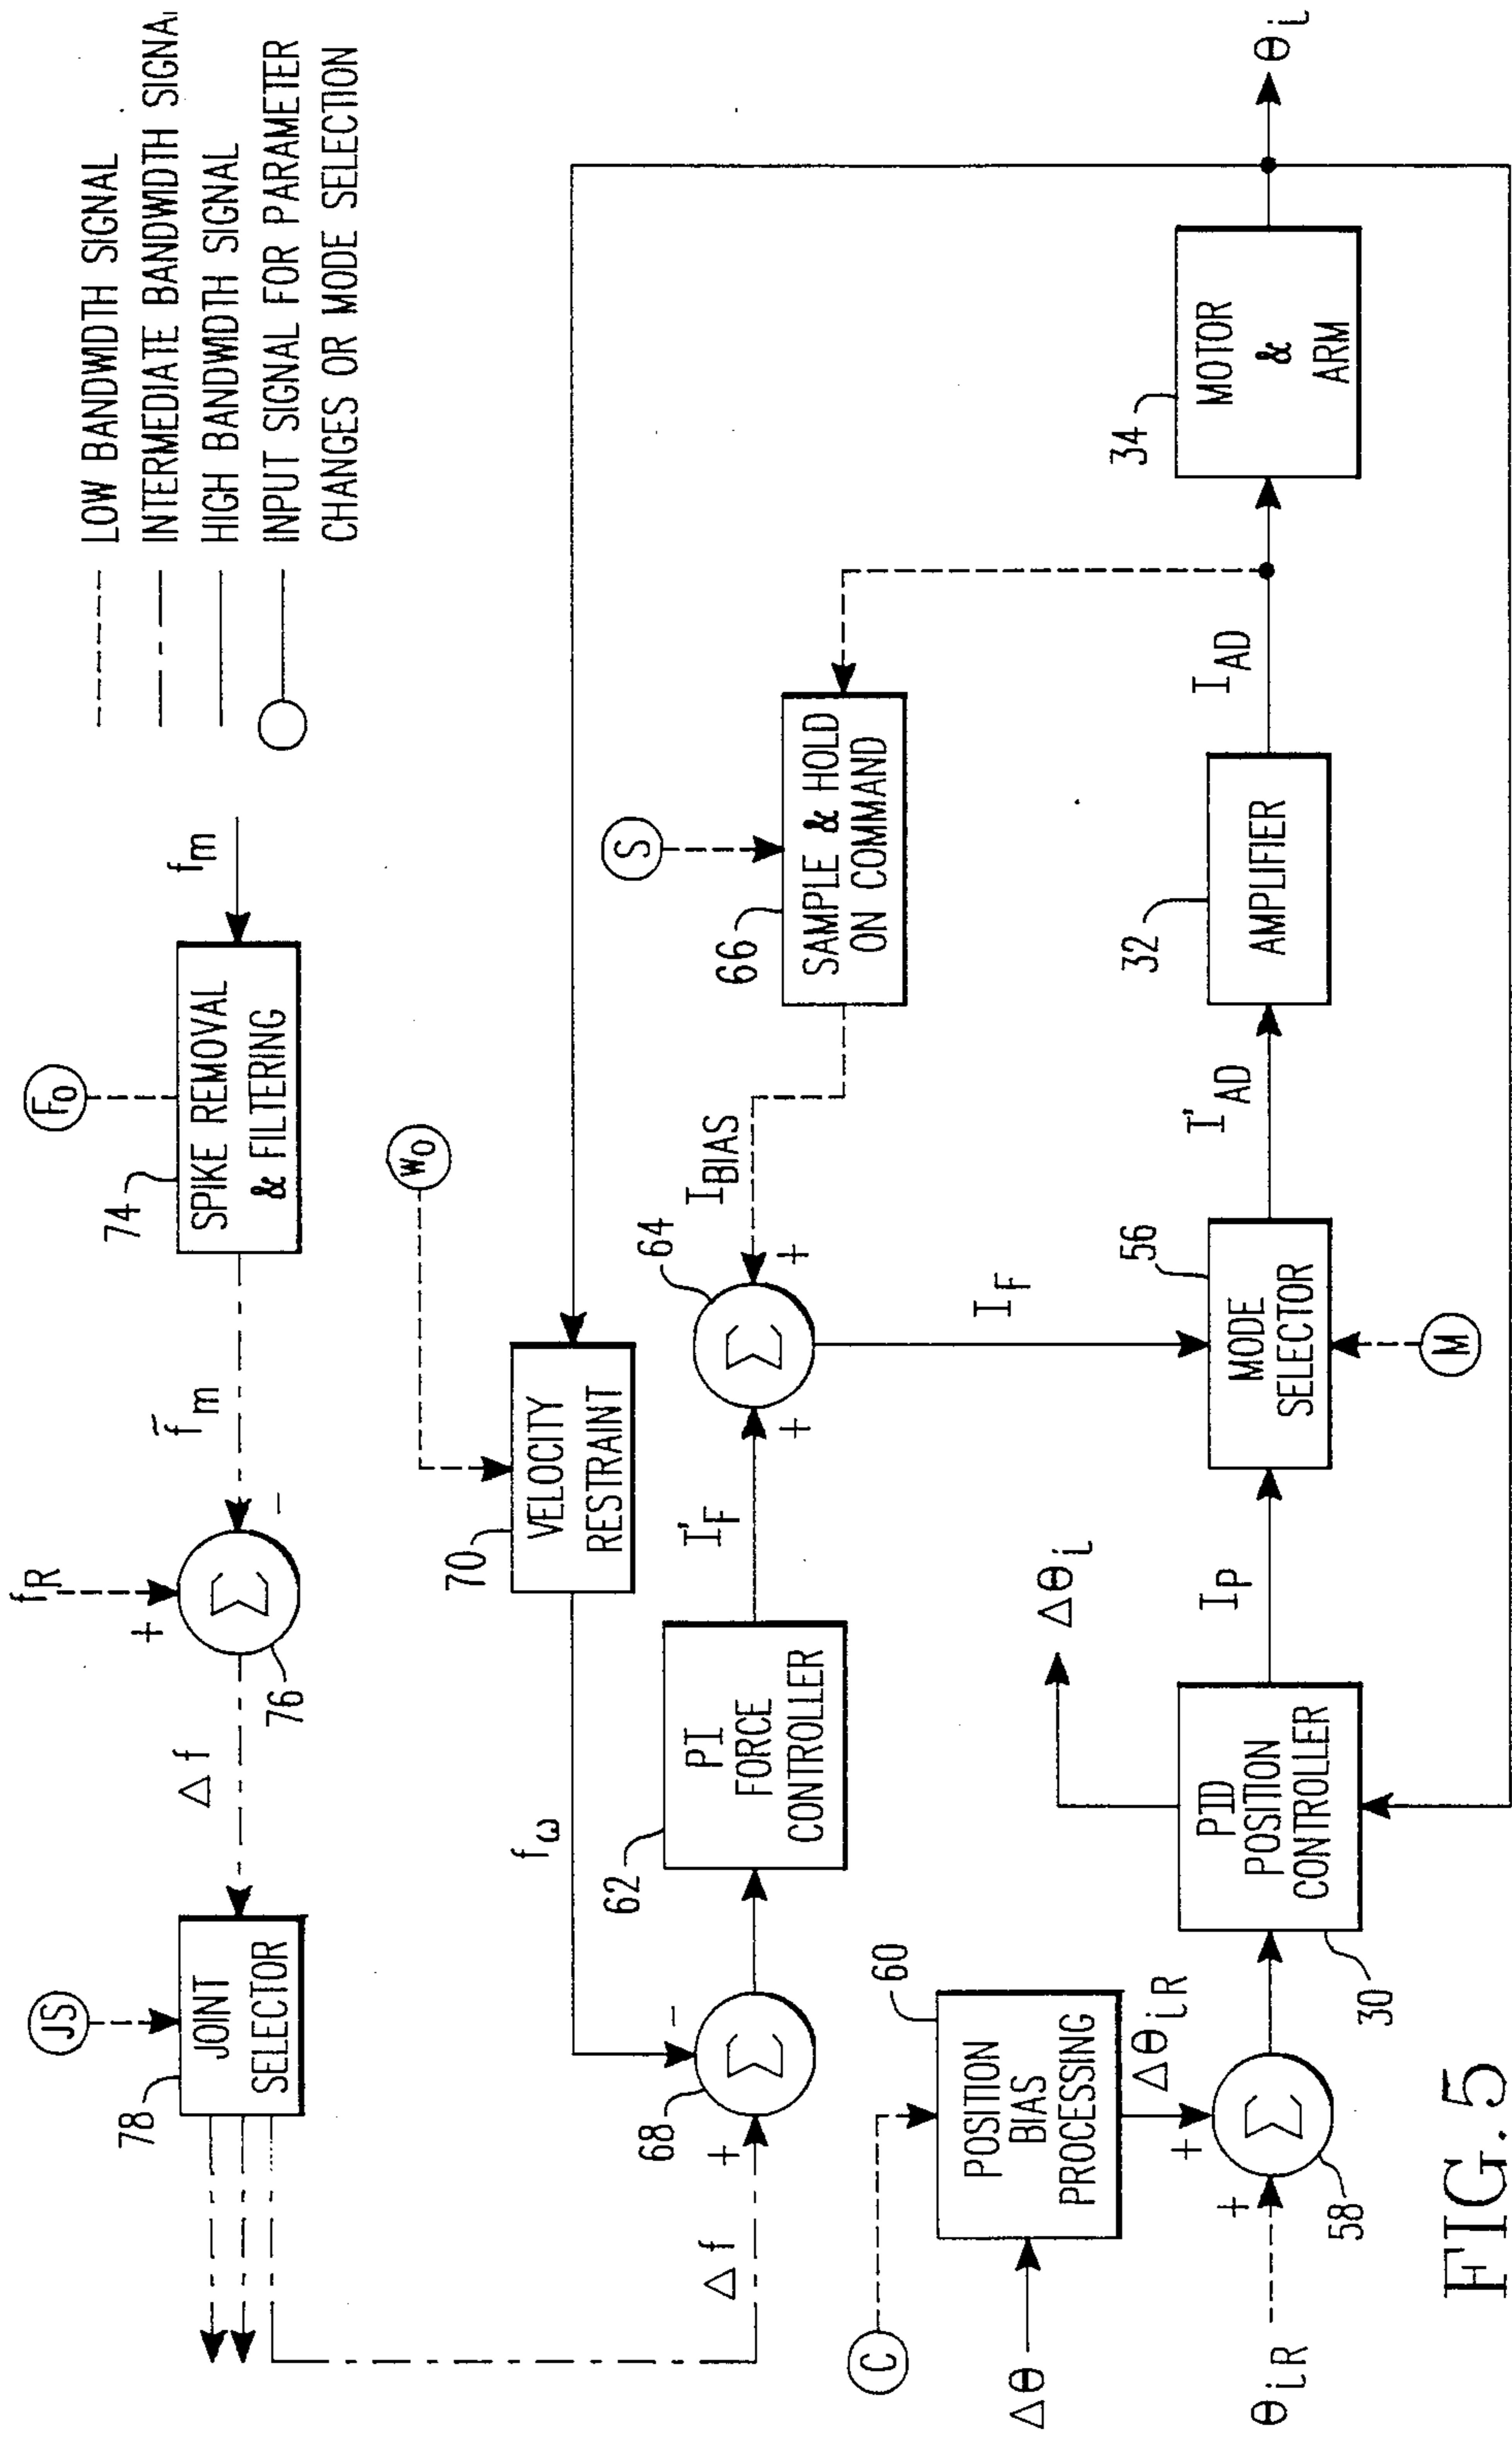 LOW BANDWIDTH SIGNAL
INTERMEDIATE BANDWIDTH SIGNA
HIGH BANDWIDTH SIGNAL
INPUT SIGNAL FOR PARAMETER
CHANGES OR MODE SELECTION
JS
78
JOINT
SELECTOR
Δf
fR
+
-
Σ
76
f̃m
F0
74
SPIKE REMOVAL
& FILTERING
fm
W0
70
VELOCITY
RESTRAINT
fω
Δf
+
-
68
Σ
62
PI
FORCE
CONTROLLER
I'F
+
+
64
Σ
IBIAS
66
S
SAMPLE & HOLD
ON COMMAND
IF
C
60
POSITION
BIAS
PROCESSING
Δθ
ΔθiR
θiR
+
+
Σ
58
30
PID
POSITION
CONTROLLER
Δθi
IP
56
MODE
SELECTOR
M
I'AD
32
AMPLIFIER
IAD
34
MOTOR
&
ARM
θi
FIG. 5